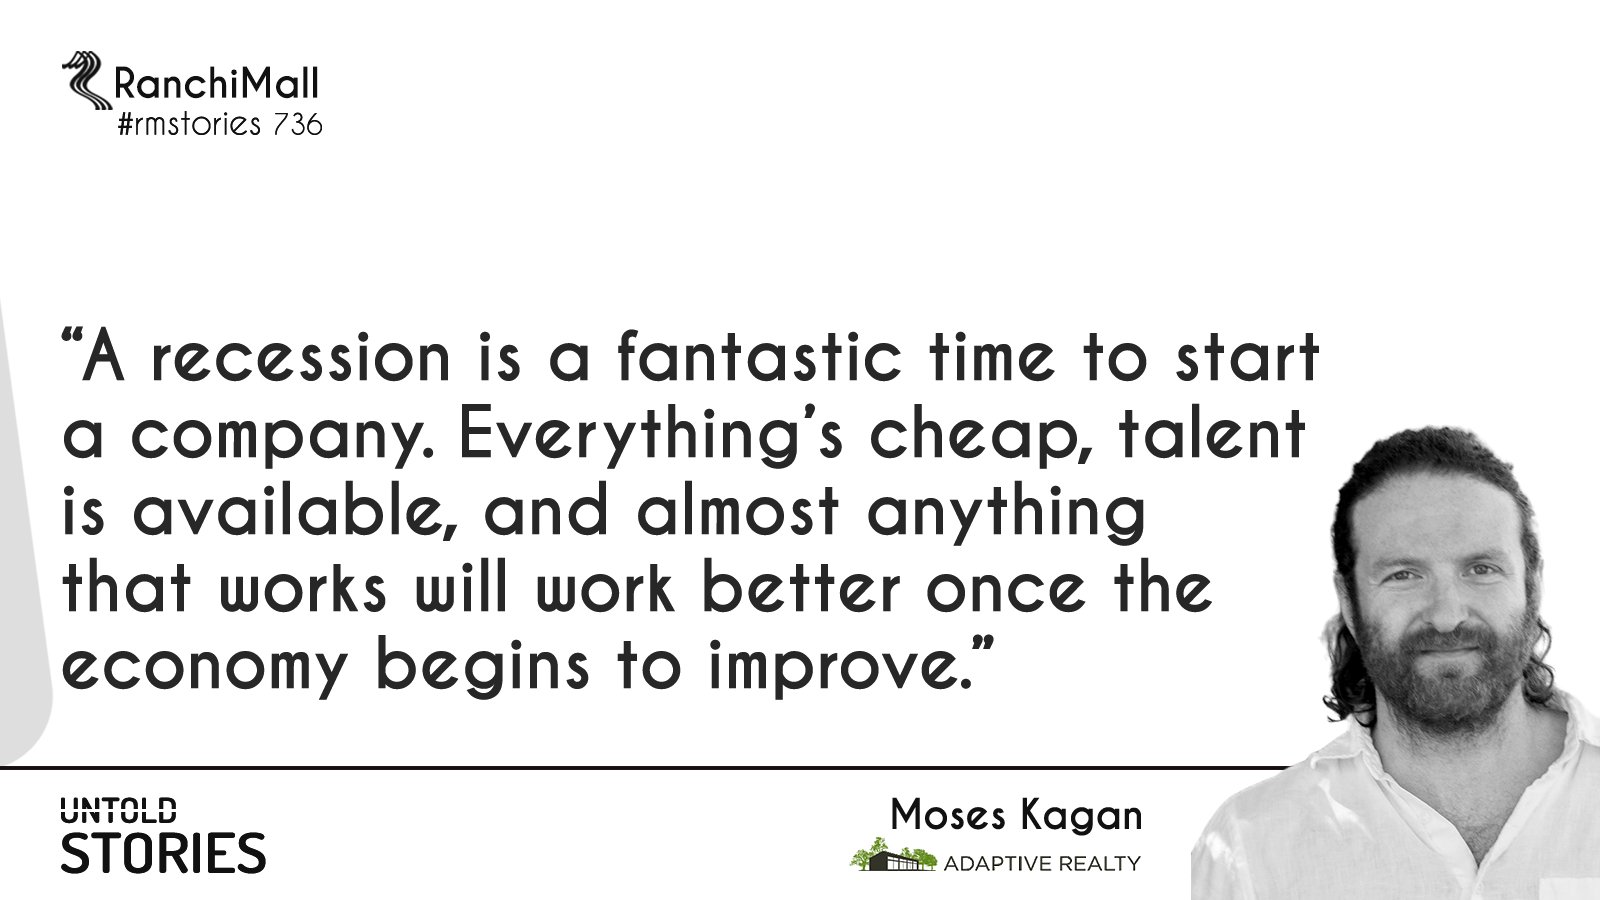 RanchiMall
#rmstories 736
“A recession is a fantastic time to start
a company. Everything’s cheap, talent
is available, and almost anything
that works will work better once the
economy begins to improve.”
UNTOLD
STORIES
Moses Kagan
ADAPTIVE REALTY